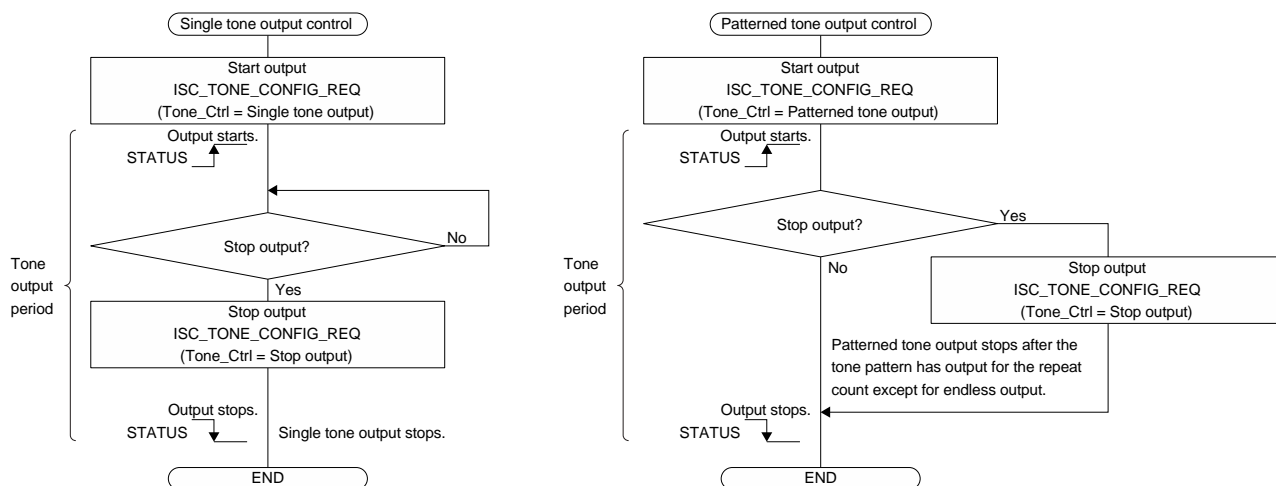 Single tone output control
Start output
ISC_TONE_CONFIG_REQ
(Tone_Ctrl = Single tone output)
Output starts.
STATUS
Stop output?
No
Yes
Tone
output
period
Stop output
ISC_TONE_CONFIG_REQ
(Tone_Ctrl = Stop output)
Output stops.
STATUS
Single tone output stops.
END
Patterned tone output control
Start output
ISC_TONE_CONFIG_REQ
(Tone_Ctrl = Patterned tone output)
Output starts.
STATUS
Stop output?
Yes
No
Tone
output
period
Stop output
ISC_TONE_CONFIG_REQ
(Tone_Ctrl = Stop output)
Patterned tone output stops after the
tone pattern has output for the repeat
count except for endless output.
Output stops.
STATUS
END